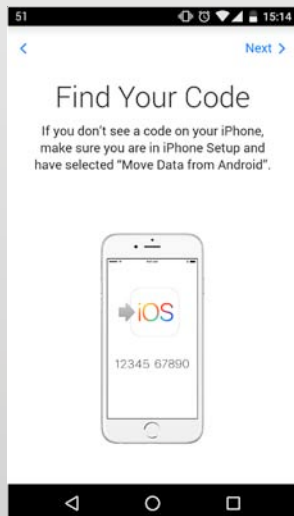 51 15:14
Next >
Find Your Code
If you don't see a code on your iPhone,
make sure you are in iPhone Setup and
have selected “Move Data from Android”.
iOS
12345 67890